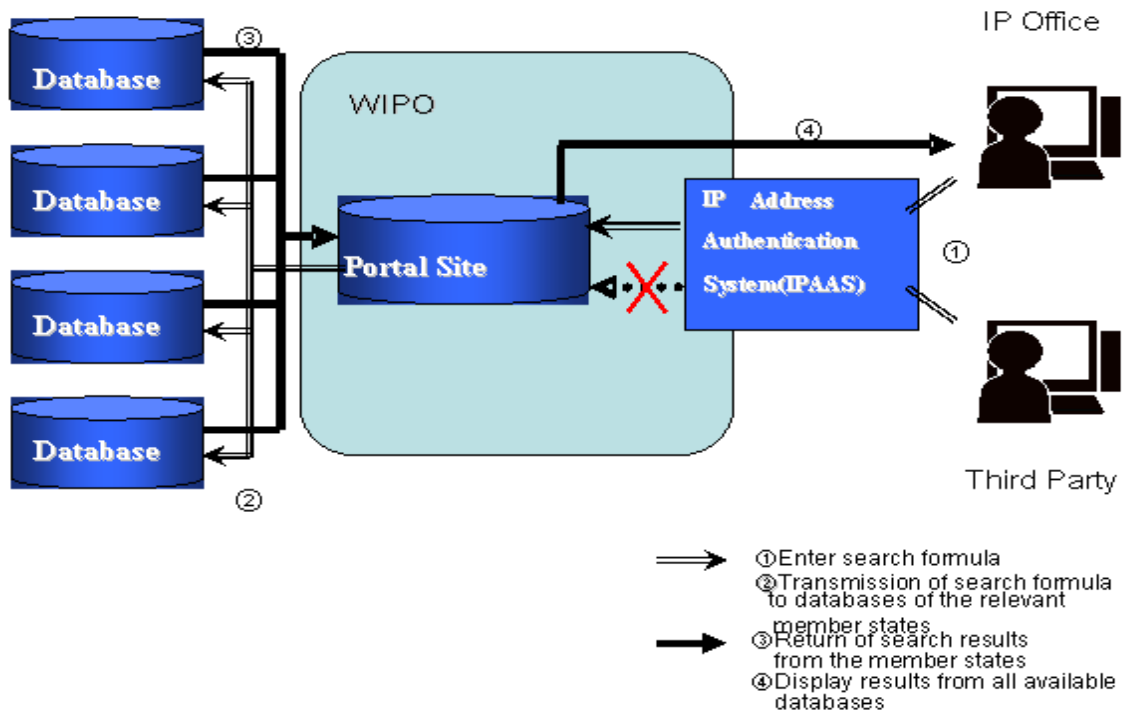 ③
IP Office
Database
WIPO
④
Database
IP Address
Authentication
System(IPAAS)
①
Portal Site
Database
Database
②
Third Party
①Enter search formula
②Transmission of search formula
to databases of the relevant
member states
③Return of search results
from the member states
④Display results from all available
databases